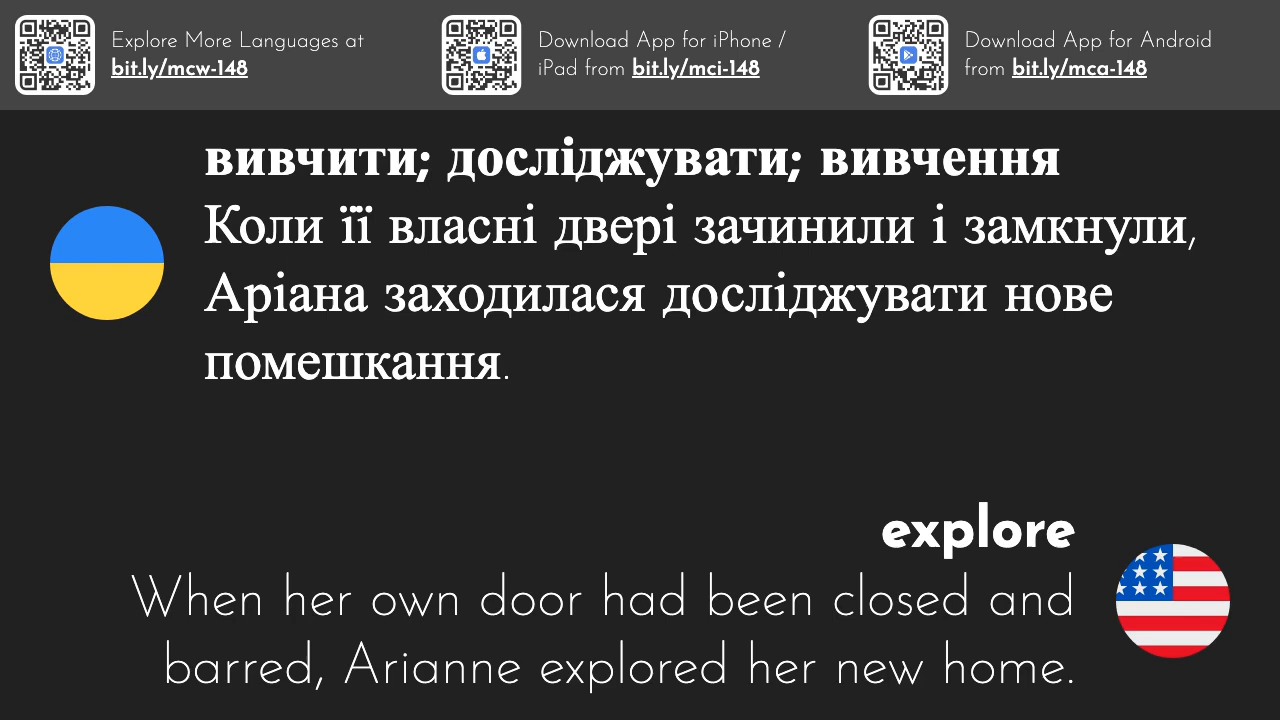 Explore More Languages at
bit.ly/mcw-148
Download App for iPhone /
iPad from bit.ly/mci-148
Download App for Android
from bit.ly/mca-148
вивчити; досліджувати; вивчення
Коли її власні двері зачинили і замкнули,
Аріана заходилася досліджувати нове
помешкання.
explore
When her own door had been closed and
barred, Arianne explored her new home.